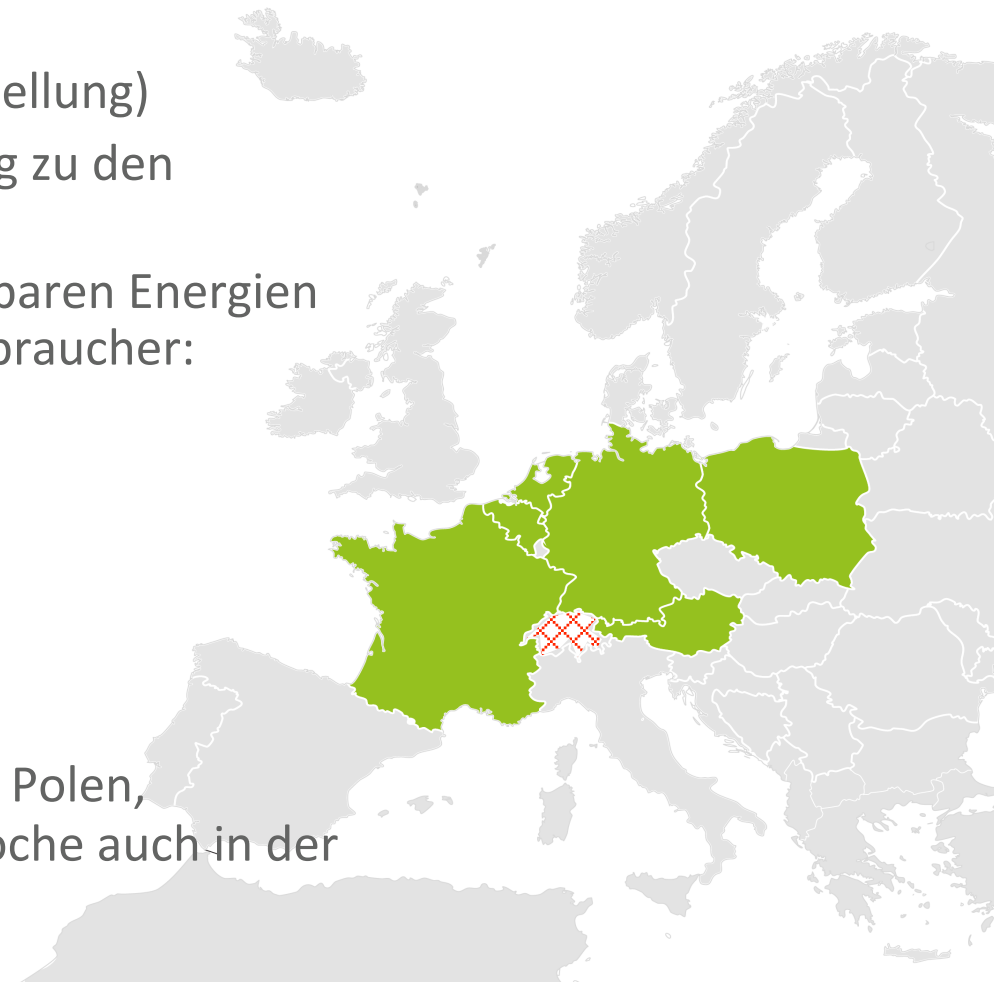 ellung)
g zu den
baren Energien
braucher:
Polen,
oche auch in der